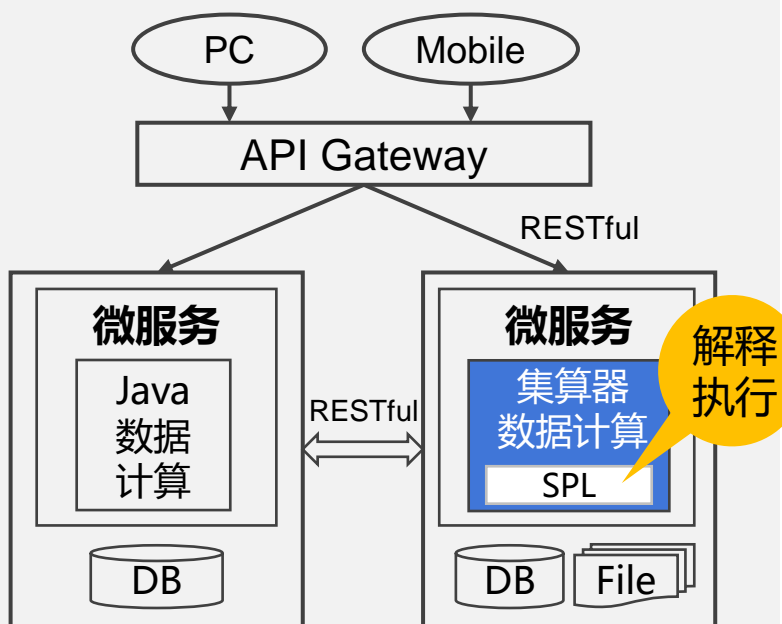 PC
Mobile
API Gateway
RESTful
微服务
Java
数据
计算
DB
RESTful
微服务
集算器
数据计算
SPL
解释
执行
DB
File